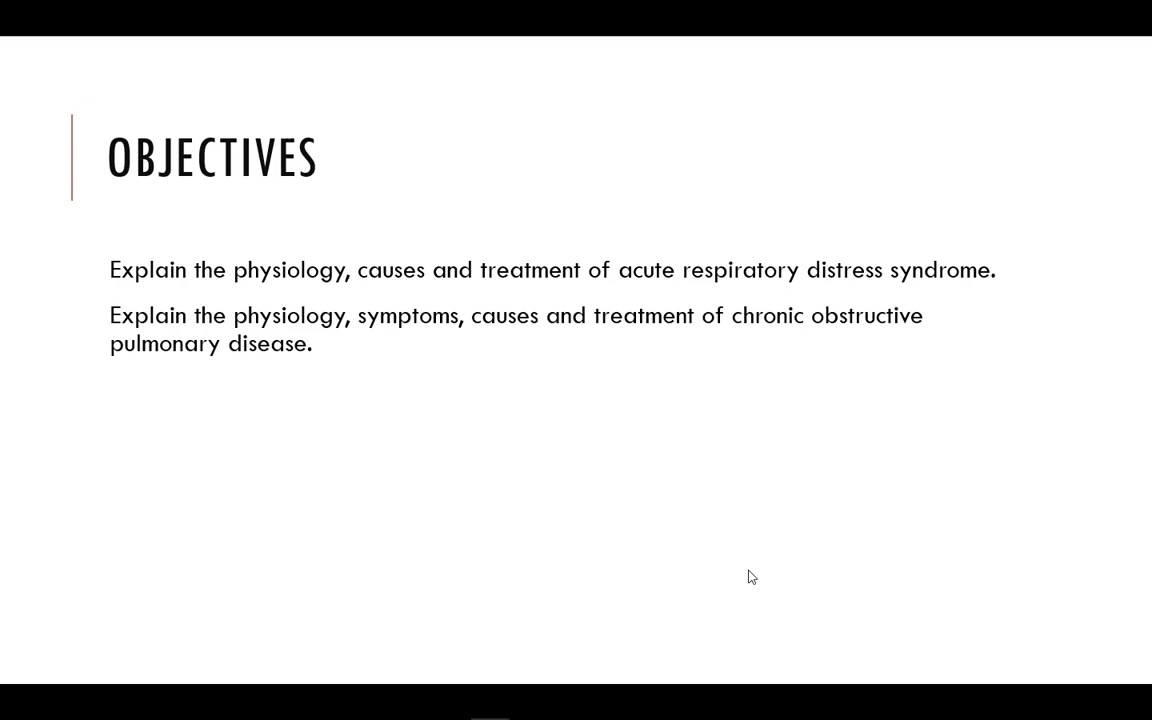 OBJECTIVES
Explain the physiology, causes and treatment of acute respiratory distress syndrome.
Explain the physiology, symptoms, causes and treatment of chronic obstructive
pulmonary disease.